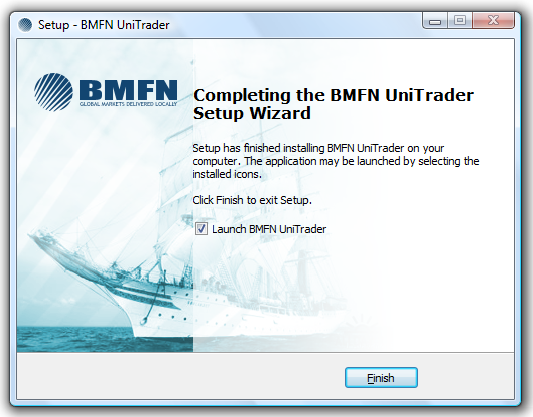 Setup - BMFN UniTrader
BMFN
GLOBAL MARKETS DELIVERED LOCALLY
Completing the BMFN UniTrader
Setup Wizard
Setup has finished installing BMFN UniTrader on your
computer. The application may be launched by selecting the
installed icons.
Click Finish to exit Setup.
Launch BMFN UniTrader
Finish